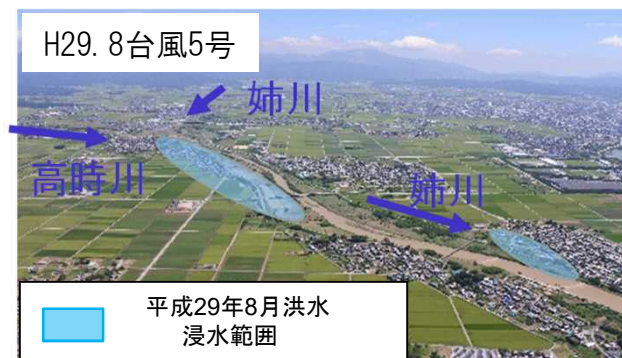 H29.8台風5号
姉川
高時川
姉川
平成29年8月洪水
浸水範囲